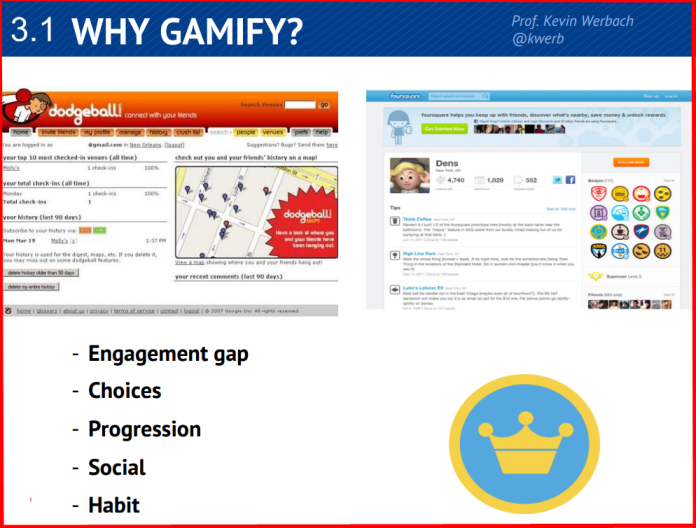 3.1 WHY GAMIFY?
Prof. Kevin Werbach
@kwerb
dodgeball! connect with your friends
Search Venues go
home invite friends my profile manage history crush list search people venues prefs help
You are logged in as @gmail.com in New Orleans. [logout]
Suggestions? Bugs? Send them here
your top 10 most checked-in venues (all time)
Molly's 1 check-ins 100%
your total check-ins (all time)
Monday 1 check-ins 100%
Total check-ins 1
your history (last 90 days)
Subscribe to your history via:
Mon Mar 19 Molly's [x] 1:37 PM
Your history is used for the digest, maps, etc. If you delete it,
you may miss out on some dodgeball features.
delete history older than 90 days
delete my entire history
check out you and your friends' history on a map!
dodgeball!
Have a look at where you
and your friends have
been hanging out.
View a map showing where you and your friends hang out!
your recent comments (last 90 days)
home | glossary | about us | privacy | terms of service | contact | logout | © 2007 Google Inc. All rights reserved.
foursquare
Sign up Log in
foursquare helps you keep up with friends, discover what's nearby, save money & unlock rewards
Get Started Now
Dens
New York, NY
4,740
1,029
552
Tips
Think Coffee
High Line Park
Luke's Lobster EV
- Engagement gap
- Choices
- Progression
- Social
- Habit